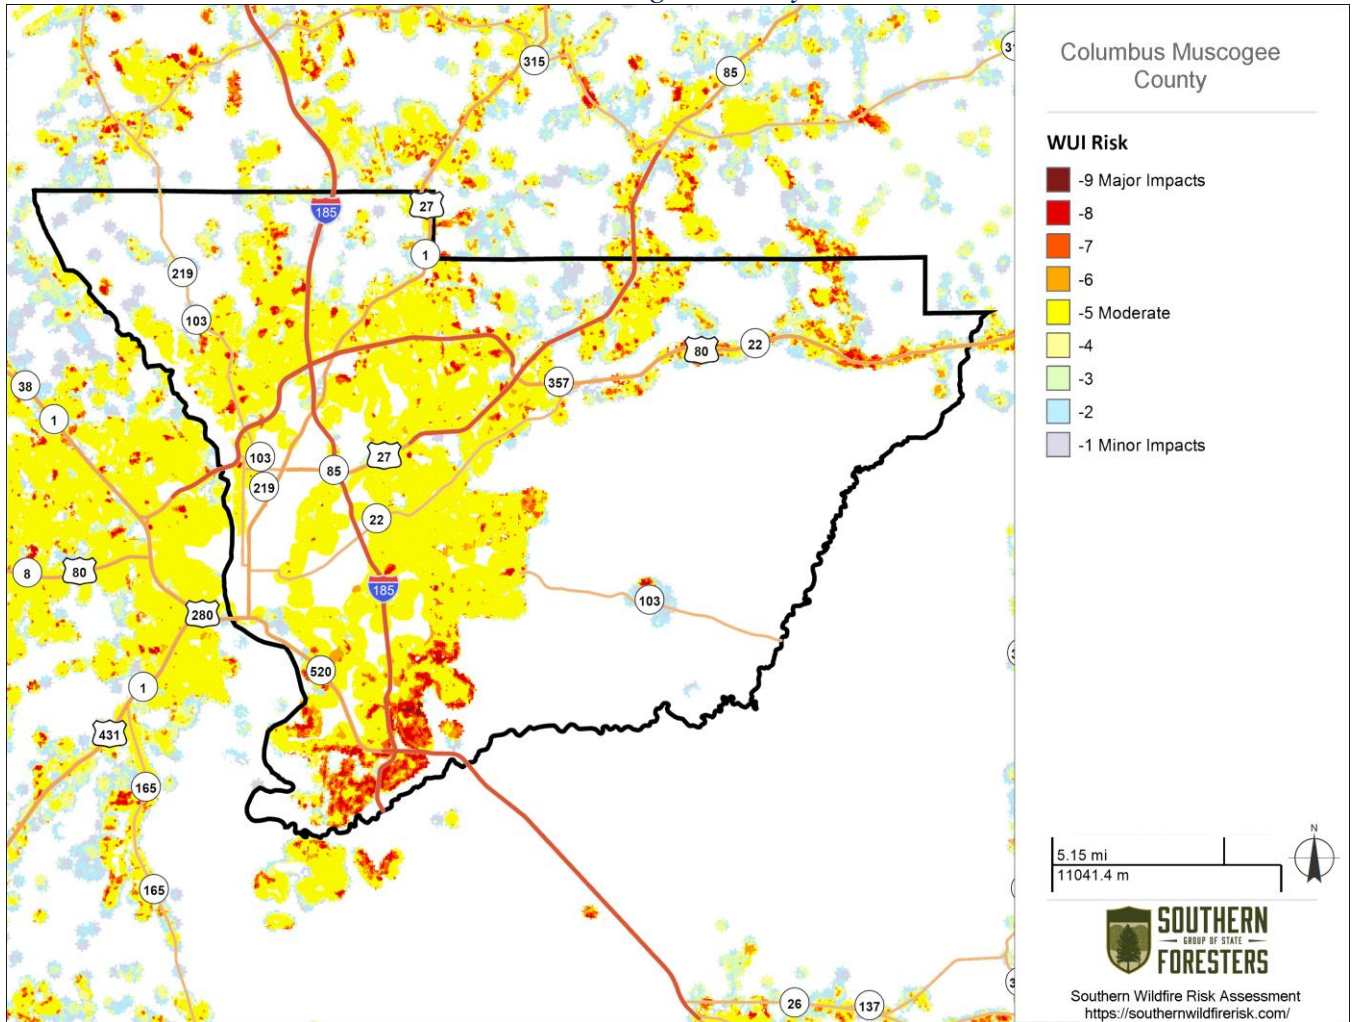 315
85
185
27
1
219
103
38
1
80
22
357
103
219
85
27
22
8
80
280
185
103
520
1
431
165
165
26
137
Columbus Muscogee
County
WUI Risk
-9 Major Impacts
-8
-7
-6
-5 Moderate
-4
-3
-2
-1 Minor Impacts
N
5.15 mi
11041.4 m
SOUTHERN
GROUP OF STATE
FORESTERS
Southern Wildfire Risk Assessment
https://southernwildfirerisk.com/